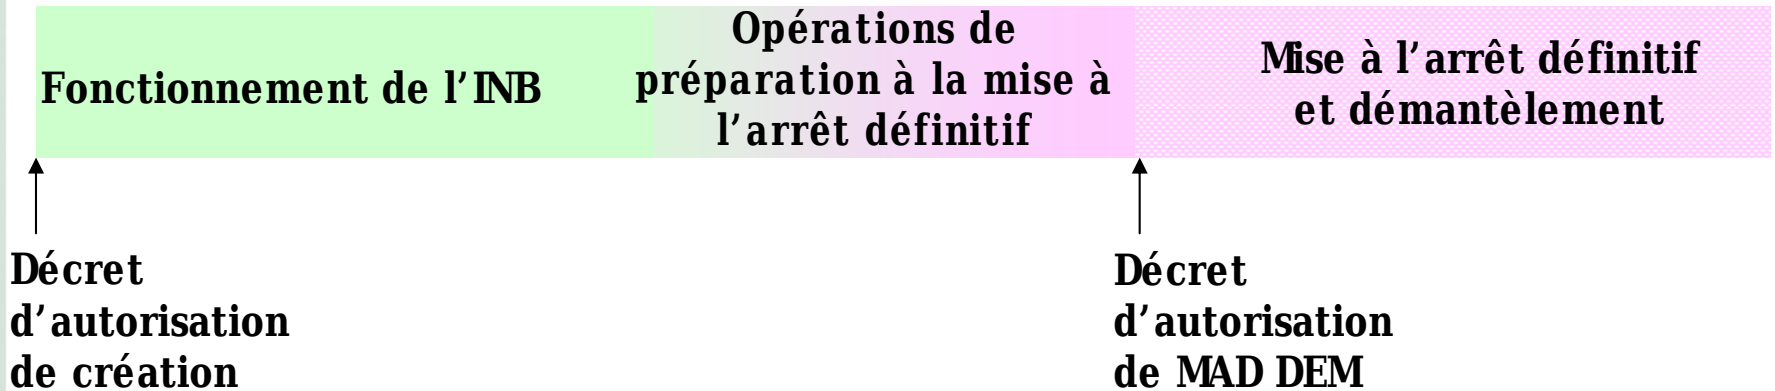 Fonctionnement de l’INB
Opérations de
préparation à la mise à
l’arrêt définitif
Mise à l’arrêt définitif
et démantèlement
Décret
d’autorisation
de création
Décret
d’autorisation
de MAD DEM